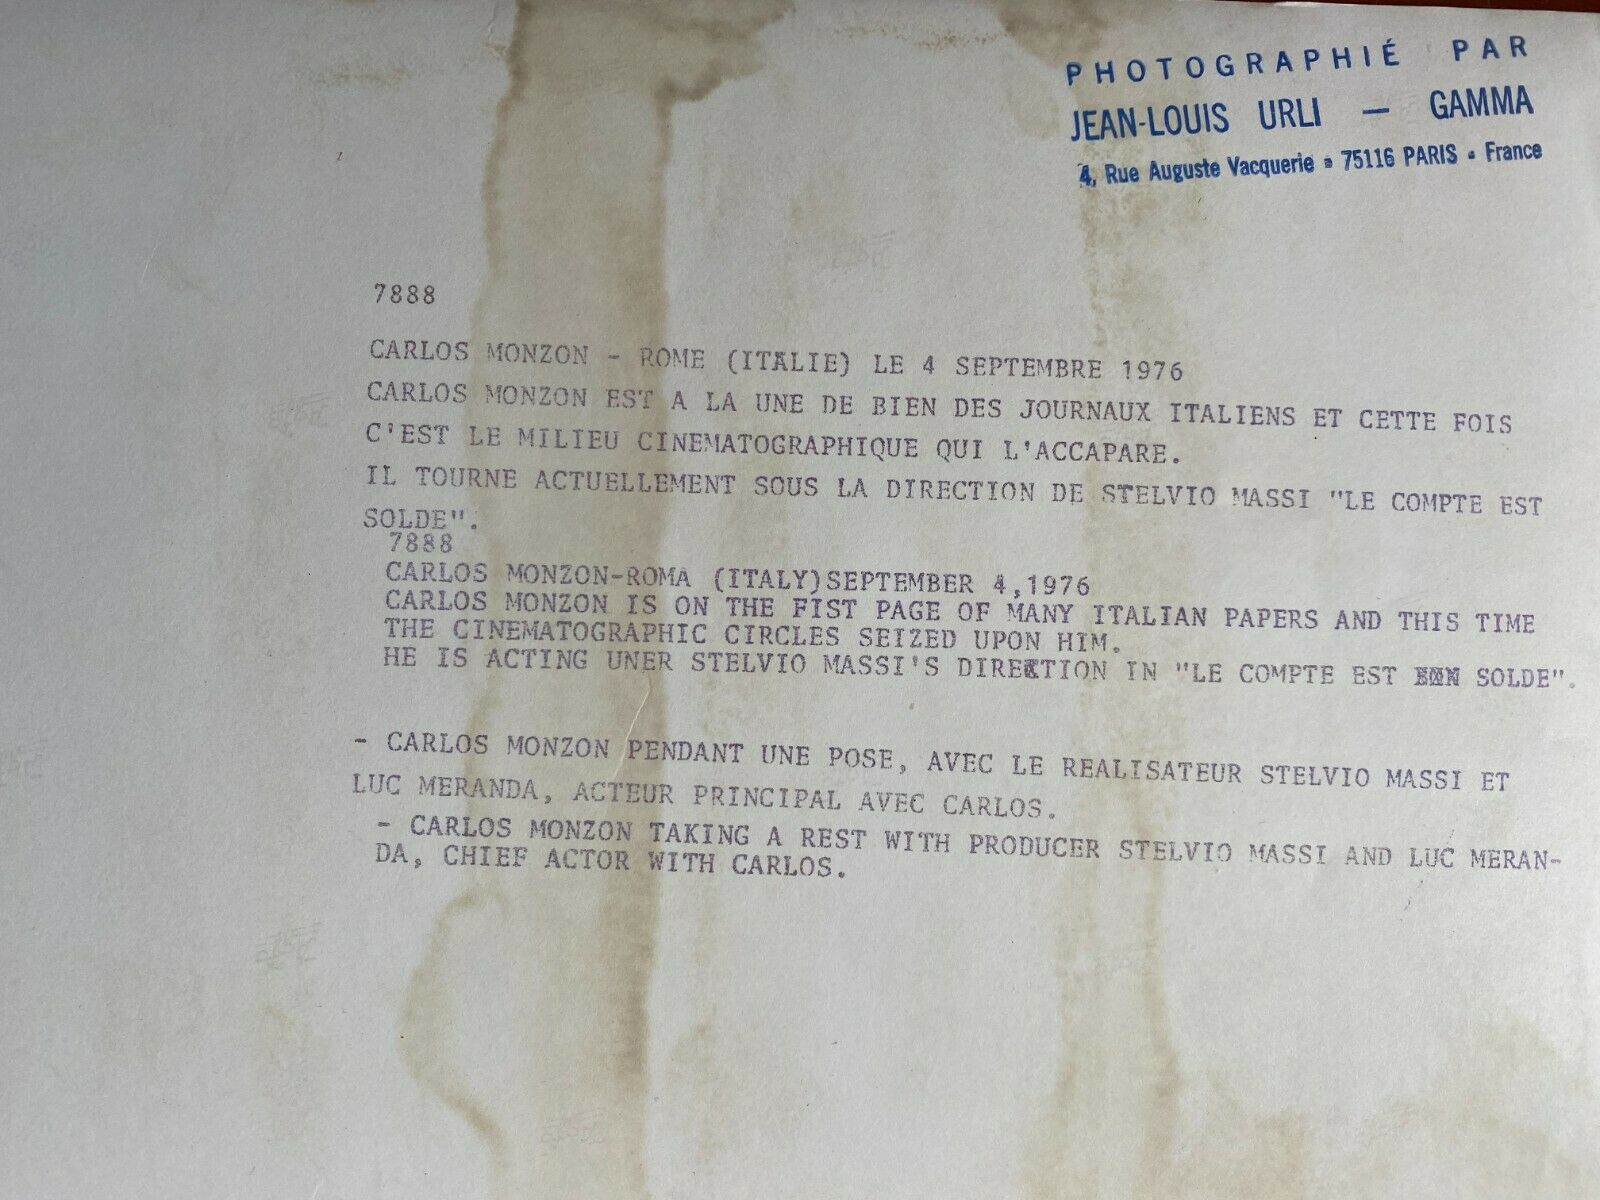 PHOTOGRAPHIÉ PAR
JEAN-LOUIS URLI — GAMMA
4, Rue Auguste Vacquerie - 75116 PARIS - France
7888
CARLOS MONZON - ROME (ITALIE) LE 4 SEPTEMBRE 1976
CARLOS MONZON EST A LA UNE DE BIEN DES JOURNAUX ITALIENS ET CETTE FOIS
C'EST LE MILIEU CINEMATOGRAPHIQUE QUI L'ACCAPARE.
IL TOURNE ACTUELLEMENT SOUS LA DIRECTION DE STELVIO MASSI "LE COMPTE EST
SOLDE".
7888
CARLOS MONZON-ROMA (ITALY)SEPTEMBER 4,1976
CARLOS MONZON IS ON THE FIST PAGE OF MANY ITALIAN PAPERS AND THIS TIME
THE CINEMATOGRAPHIC CIRCLES SEIZED UPON HIM.
HE IS ACTING UNER STELVIO MASSI'S DIRECTION IN "LE COMPTE EST SOLDE".
- CARLOS MONZON PENDANT UNE POSE, AVEC LE REALISATEUR STELVIO MASSI ET
LUC MERANDA, ACTEUR PRINCIPAL AVEC CARLOS.
- CARLOS MONZON TAKING A REST WITH PRODUCER STELVIO MASSI AND LUC MERAN-
DA, CHIEF ACTOR WITH CARLOS.